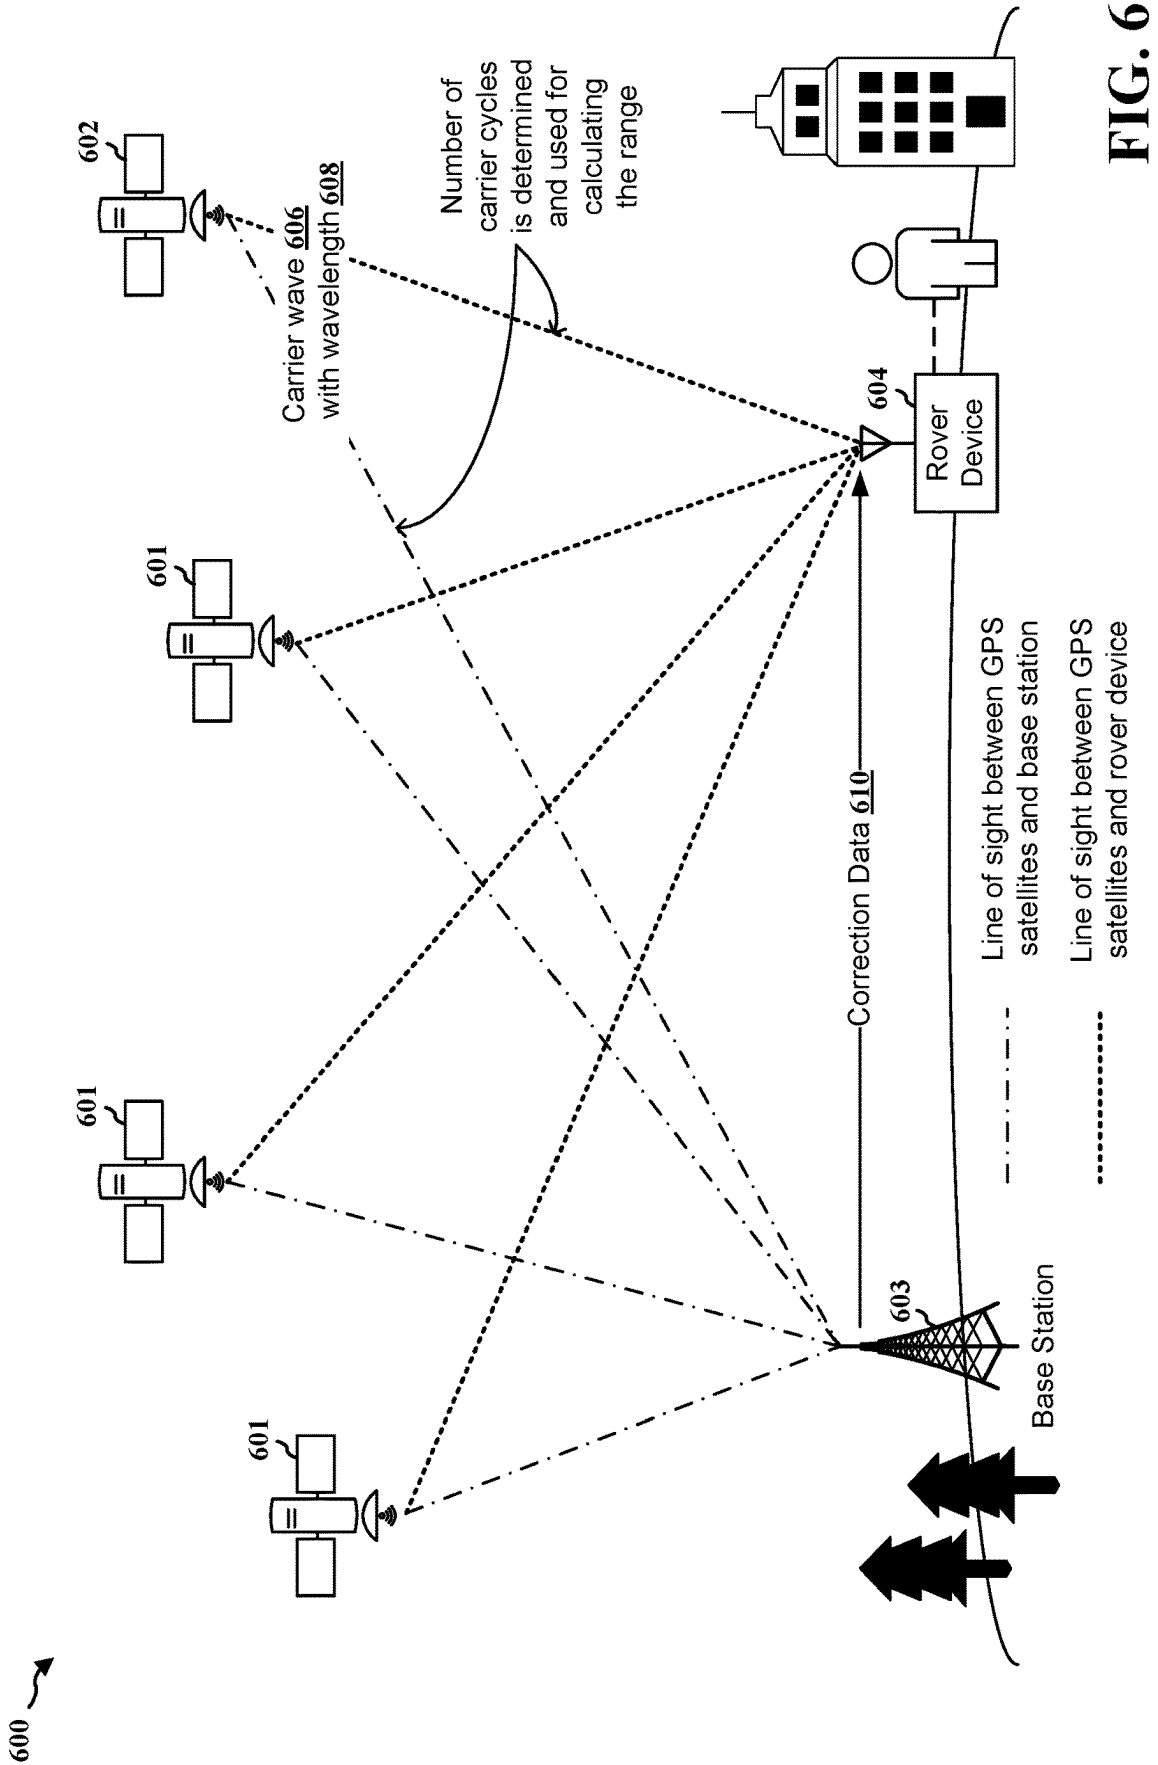 600
601
601
601
602
Carrier wave 606
with wavelength 608
Number of
carrier cycles
is determined
and used for
calculating
the range
Correction Data 610
603
Base Station
604
Rover
Device
Line of sight between GPS
satellites and base station
Line of sight between GPS
satellites and rover device
FIG. 6